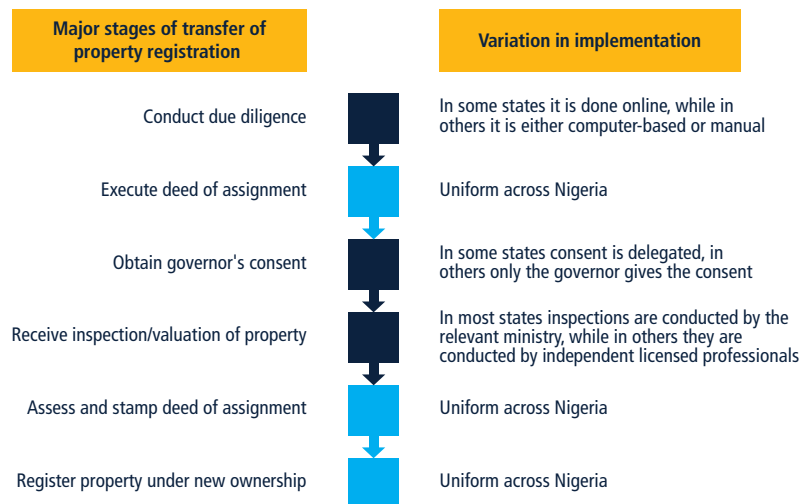 Major stages of transfer of
property registration
Variation in implementation
Conduct due diligence
In some states it is done online, while in
others it is either computer-based or manual
Execute deed of assignment
Uniform across Nigeria
Obtain governor's consent
In some states consent is delegated, in
others only the governor gives the consent
Receive inspection/valuation of property
In most states inspections are conducted by the
relevant ministry, while in others they are
conducted by independent licensed professionals
Assess and stamp deed of assignment
Uniform across Nigeria
Register property under new ownership
Uniform across Nigeria